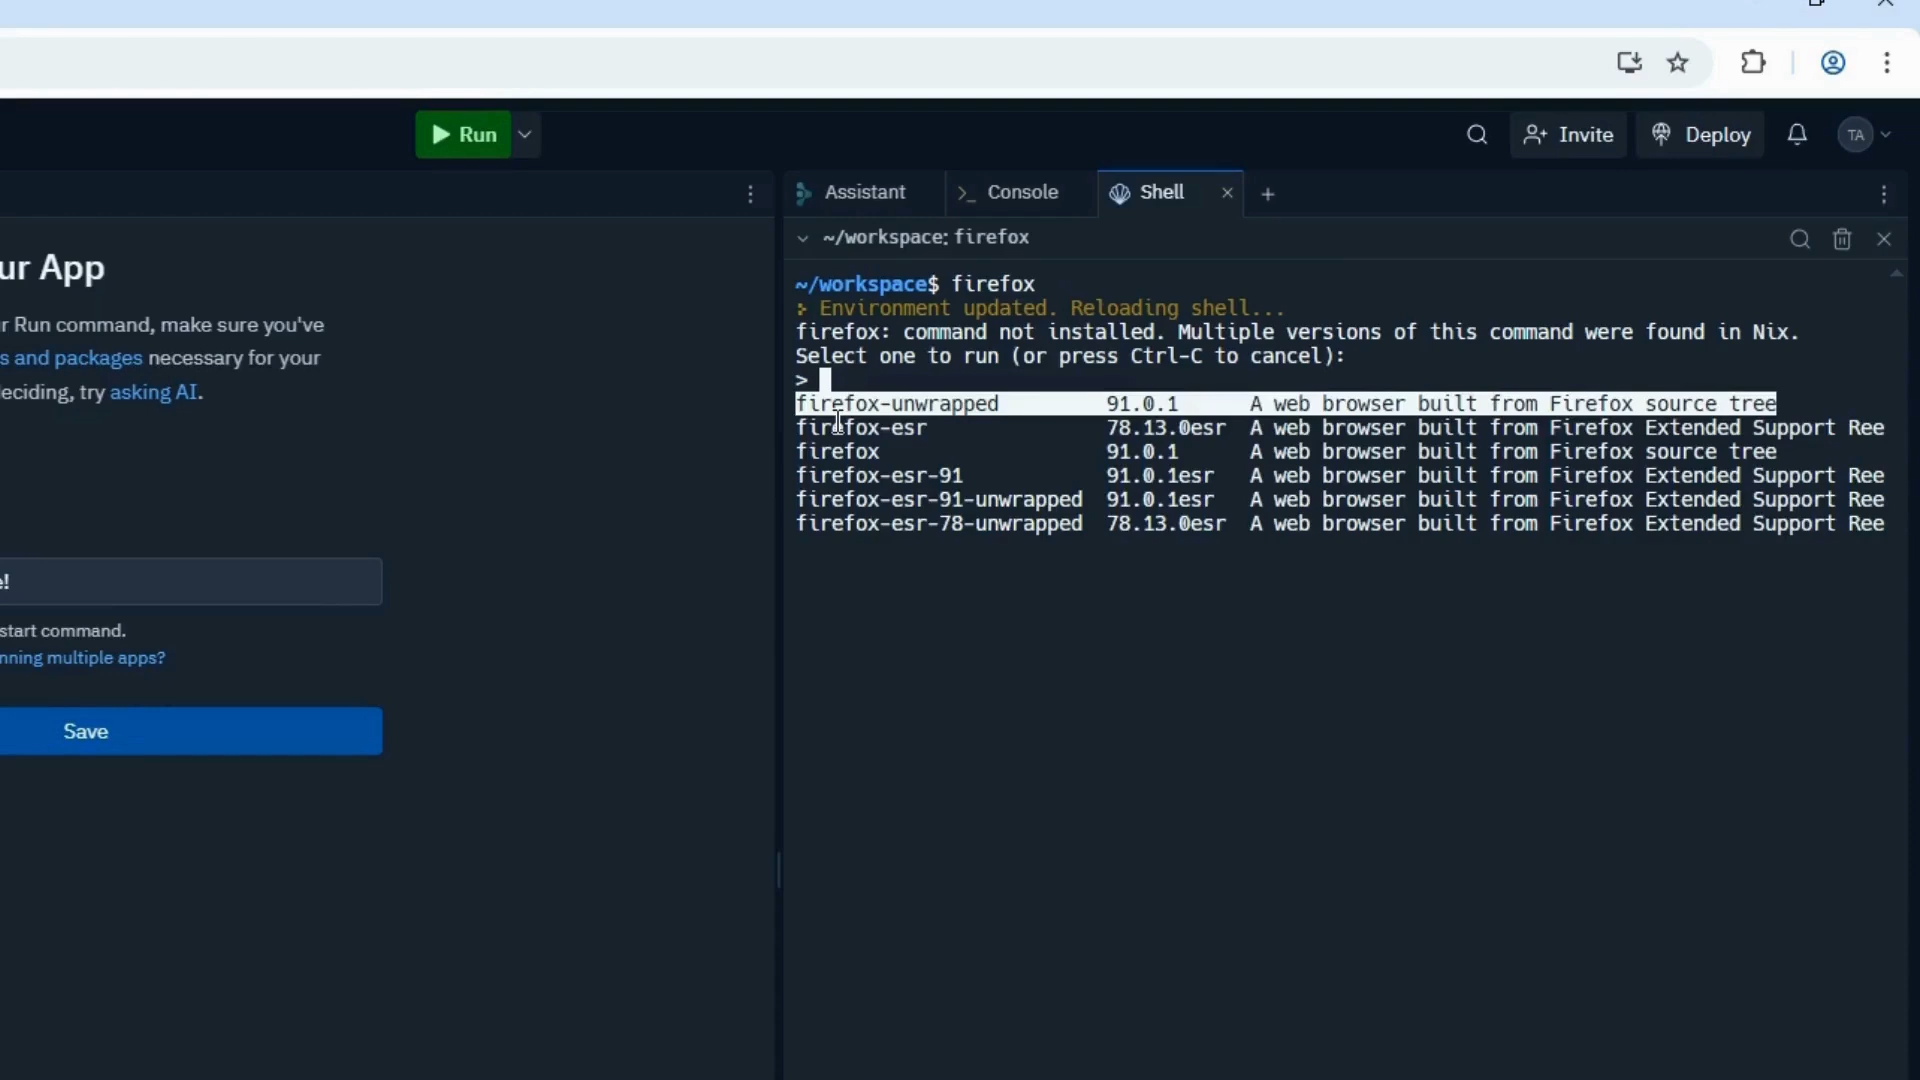 Run
Invite
Deploy
TA
Assistant
>_ Console
Shell
~/workspace: firefox
ur App
r Run command, make sure you've
s and packages necessary for your
eciding, try asking AI.
e!
start command.
nning multiple apps?
Save
~/workspace$ firefox
Environment updated. Reloading shell...
firefox: command not installed. Multiple versions of this command were found in Nix.
Select one to run (or press Ctrl-C to cancel):
>
firefox-unwrapped 91.0.1 A web browser built from Firefox source tree
firefox-esr 78.13.0esr A web browser built from Firefox Extended Support Ree
firefox 91.0.1 A web browser built from Firefox source tree
firefox-esr-91 91.0.1esr A web browser built from Firefox Extended Support Ree
firefox-esr-91-unwrapped 91.0.1esr A web browser built from Firefox Extended Support Ree
firefox-esr-78-unwrapped 78.13.0esr A web browser built from Firefox Extended Support Ree